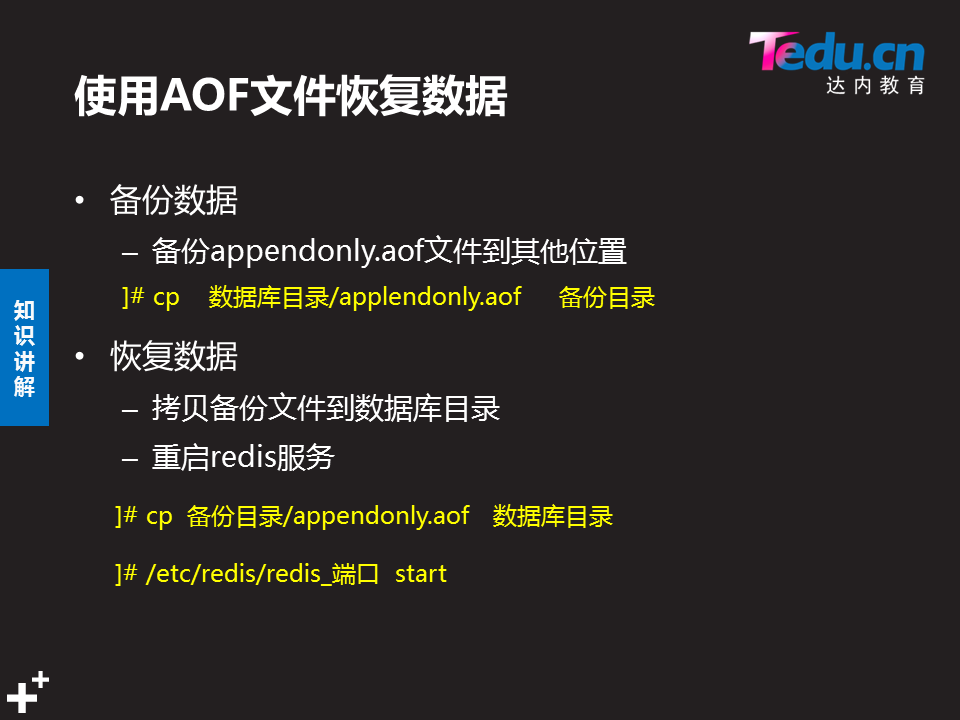 Tedu.cn
达内教育
使用AOF文件恢复数据
• 备份数据
– 备份appendonly.aof文件到其他位置
]# cp 数据库目录/applendonly.aof 备份目录
知识讲解
• 恢复数据
– 拷贝备份文件到数据库目录
– 重启redis服务
]# cp 备份目录/appendonly.aof 数据库目录
]# /etc/redis/redis_端口 start